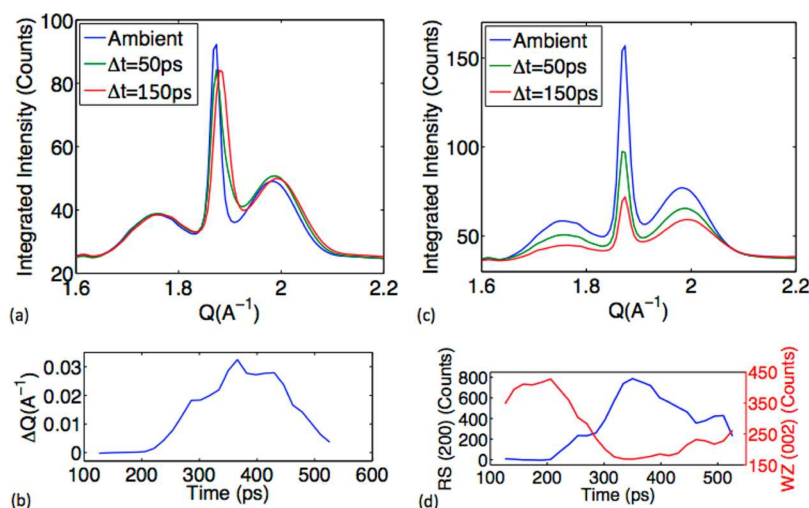 100
80
60
40
20
Integrated Intensity (Counts)
Ambient
Δt=50ps
Δt=150ps
1.6
1.8
2
2.2
Q(A⁻¹)
(a)
150
100
50
Integrated Intensity (Counts)
Ambient
Δt=50ps
Δt=150ps
1.6
1.8
2
2.2
Q(A⁻¹)
(c)
0.03
0.02
0.01
0
ΔQ(A⁻¹)
100
200
300
400
500
600
Time (ps)
(b)
800
600
400
200
0
RS (200) (Counts)
450
350
250
150
WZ (002) (Counts)
100
200
300
400
500
Time (ps)
(d)